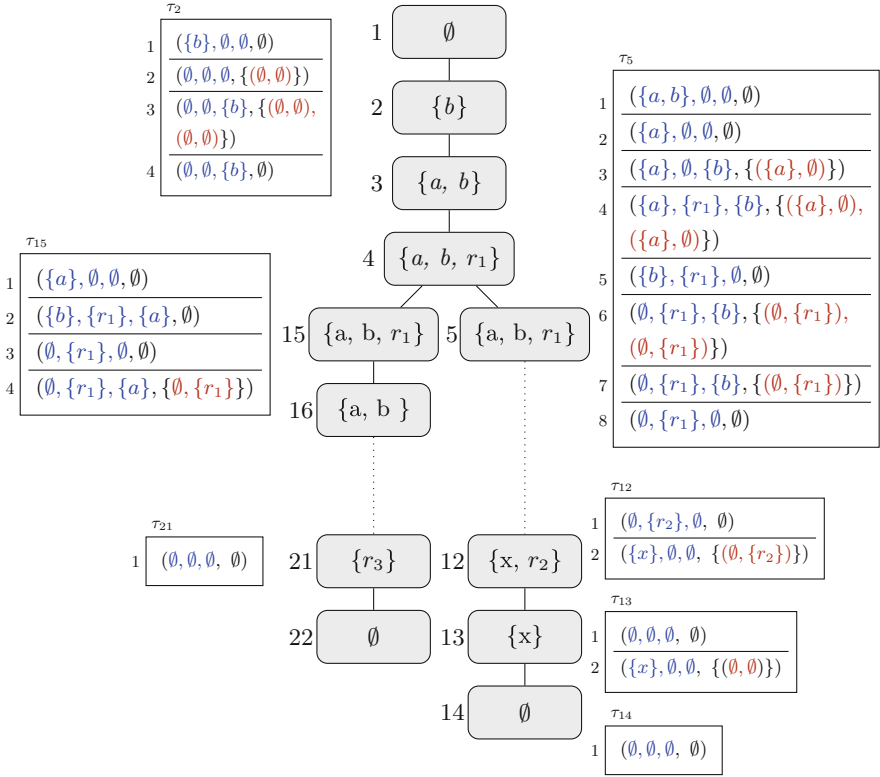 τ2
1 ({b}, ∅, ∅, ∅)
2 (∅, ∅, ∅, {(∅, ∅)})
3 (∅, ∅, {b}, {(∅, ∅),
(∅, ∅)})
4 (∅, ∅, {b}, ∅)
1 ∅
2 {b}
3 {a, b}
4 {a, b, r1}
15 {a, b, r1}
5 {a, b, r1}
16 {a, b }
21 {r3}
12 {x, r2}
22 ∅
13 {x}
14 ∅
τ5
1 ({a, b}, ∅, ∅, ∅)
2 ({a}, ∅, ∅, ∅)
3 ({a}, ∅, {b}, {({a}, ∅)})
4 ({a}, {r1}, {b}, {({a}, ∅),
({a}, ∅)})
5 ({b}, {r1}, ∅, ∅)
6 (∅, {r1}, {b}, {(∅, {r1}),
(∅, {r1})})
7 (∅, {r1}, {b}, {(∅, {r1})})
8 (∅, {r1}, ∅, ∅)
τ15
1 ({a}, ∅, ∅, ∅)
2 ({b}, {r1}, {a}, ∅)
3 (∅, {r1}, ∅, ∅)
4 (∅, {r1}, {a}, {∅, {r1}})
τ21
1 (∅, ∅, ∅, ∅)
τ12
1 (∅, {r2}, ∅, ∅)
2 ({x}, ∅, ∅, {(∅, {r2})})
τ13
1 (∅, ∅, ∅, ∅)
2 ({x}, ∅, ∅, {(∅, ∅)})
τ14
1 (∅, ∅, ∅, ∅)